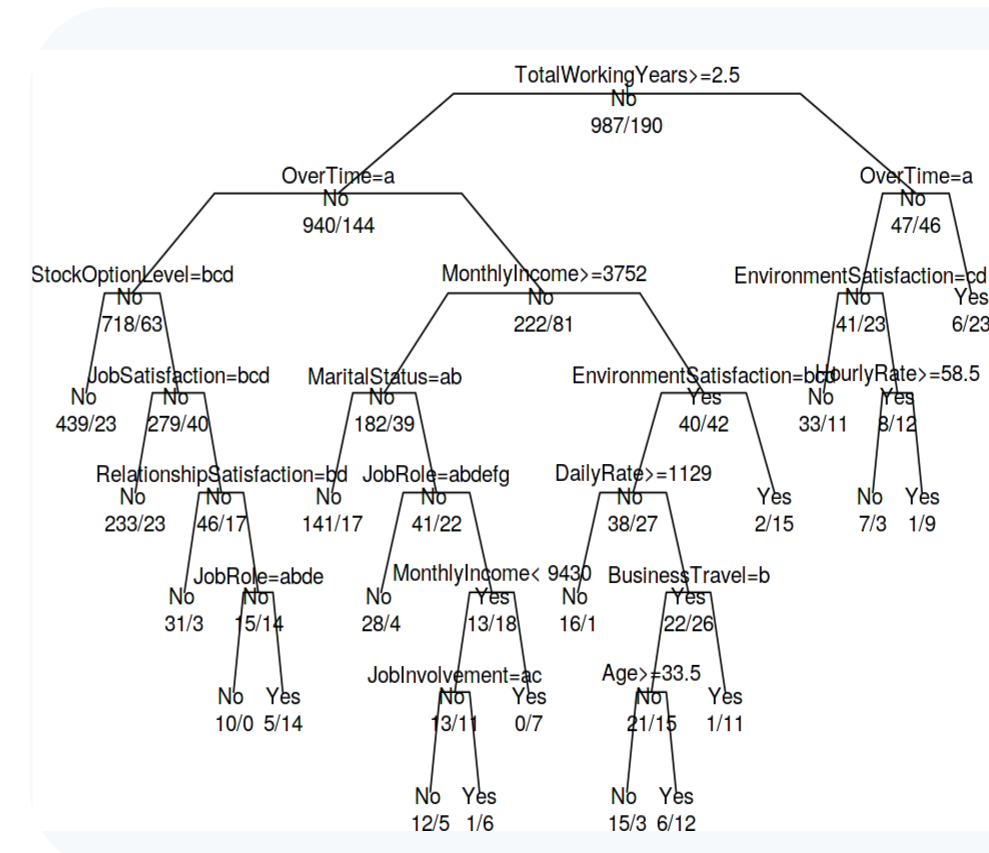 TotalWorkingYears>=2.5
No
987/190
OverTime=a
No
940/144
OverTime=a
No
47/46
StockOptionLevel=bcd
No
718/63
MonthlyIncome>=3752
No
222/81
EnvironmentSatisfaction=cd
No
41/23
Yes
6/23
No
439/23
JobSatisfaction=bcd
No
279/40
MaritalStatus=ab
No
182/39
EnvironmentSatisfaction=bcd
Yes
40/42
No
33/11
HourlyRate>=58.5
Yes
8/12
No
233/23
RelationshipSatisfaction=bd
No
46/17
No
141/17
JobRole=abdefg
No
41/22
DailyRate>=1129
No
38/27
Yes
2/15
No
7/3
Yes
1/9
No
31/3
JobRole=abde
No
15/14
No
28/4
MonthlyIncome< 9430
Yes
13/18
No
16/1
BusinessTravel=b
Yes
22/26
No
10/0
Yes
5/14
JobInvolvement=ac
No
13/11
Yes
0/7
Age>=33.5
No
21/15
Yes
1/11
No
12/5
Yes
1/6
No
15/3
Yes
6/12